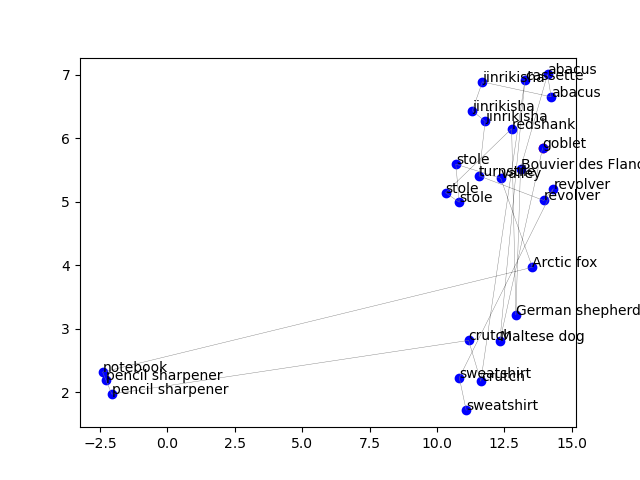 7
6
5
4
3
2
abacus
cassette
jinrikisha
abacus
jinrikisha
jinrikisha
redshank
goblet
stole
Bouvier des Flanc
turnstile
valley
revolver
stole
revolver
stole
Arctic fox
German shepherd
crutch
Maltese dog
notebook
pencil sharpener
sweatshirt
crutch
pencil sharpener
sweatshirt
−2.5
0.0
2.5
5.0
7.5
10.0
12.5
15.0